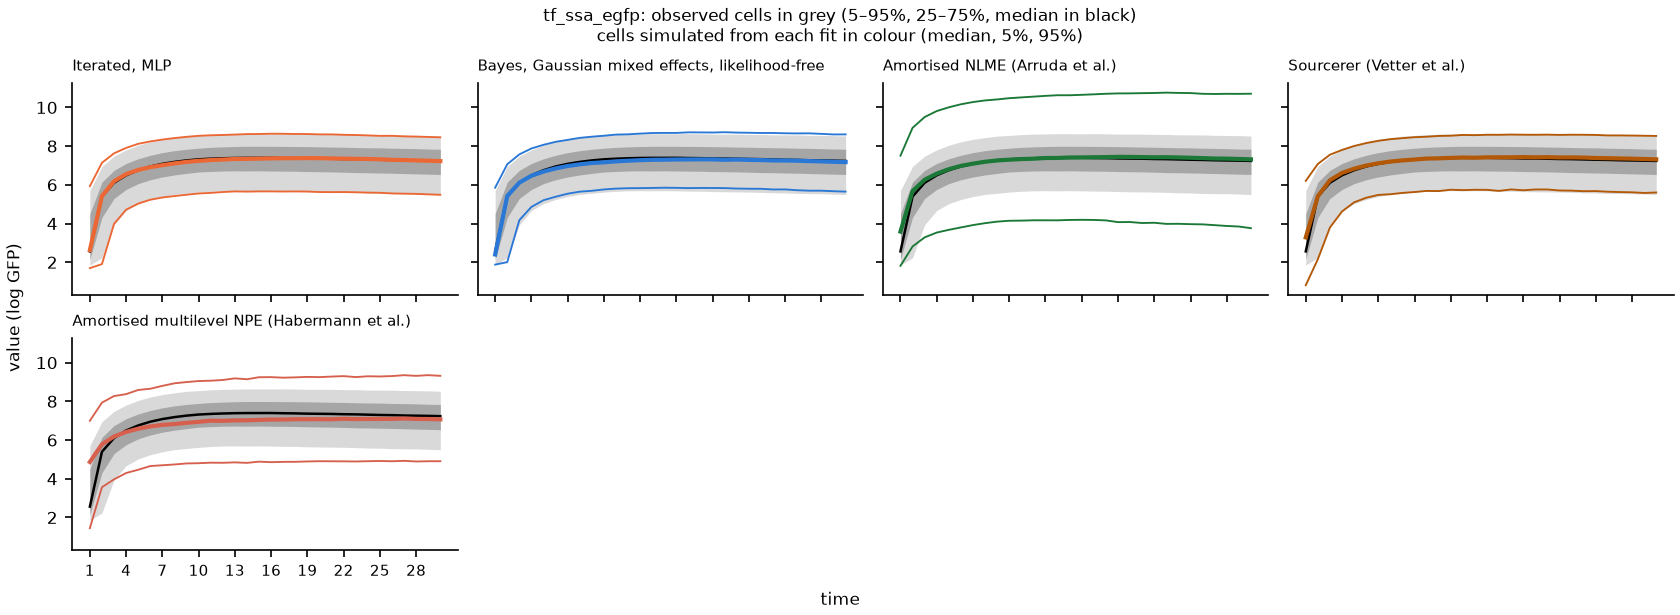 tf_ssa_egfp: observed cells in grey (5–95%, 25–75%, median in black)
cells simulated from each fit in colour (median, 5%, 95%)
Iterated, MLP
Bayes, Gaussian mixed effects, likelihood-free
Amortised NLME (Arruda et al.)
Sourcerer (Vetter et al.)
10
8
6
4
2
Amortised multilevel NPE (Habermann et al.)
value (log GFP)
10
8
6
4
2
1 4 7 10 13 16 19 22 25 28
time